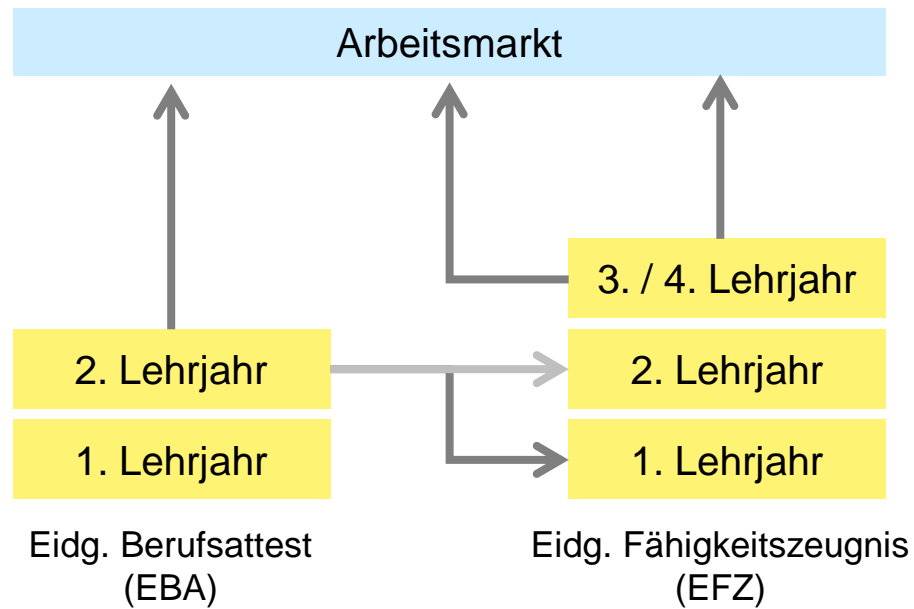 Arbeitsmarkt
3. / 4. Lehrjahr
2. Lehrjahr
2. Lehrjahr
1. Lehrjahr
1. Lehrjahr
Eidg. Berufsattest
(EBA)
Eidg. Fähigkeitszeugnis
(EFZ)